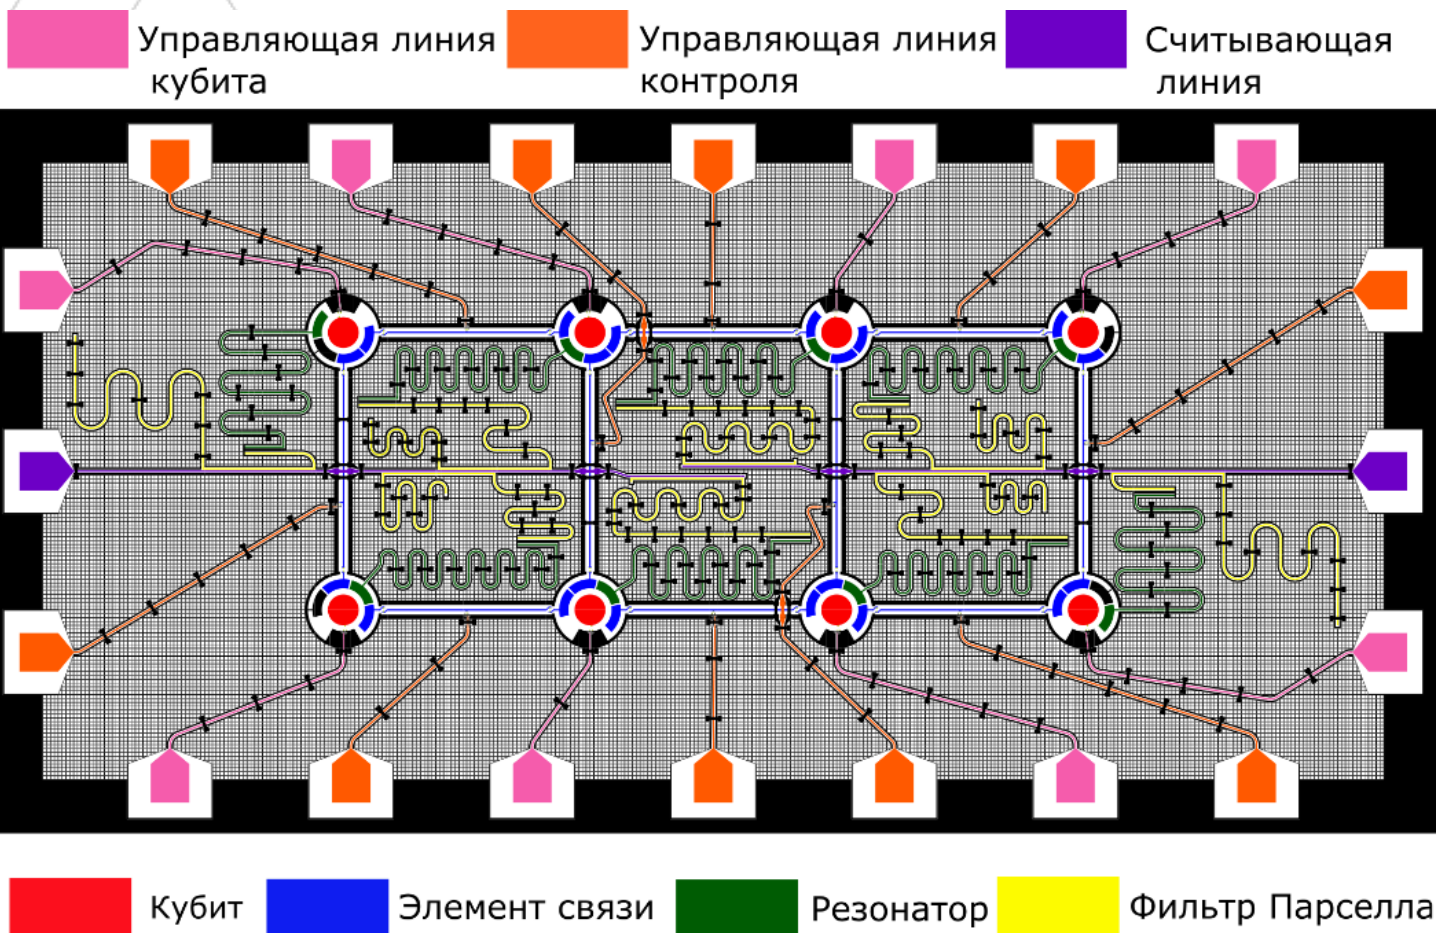 Управляющая линия
кубита
Управляющая линия
контроля
Считывающая
линия
Кубит
Элемент связи
Резонатор
Фильтр Парселла